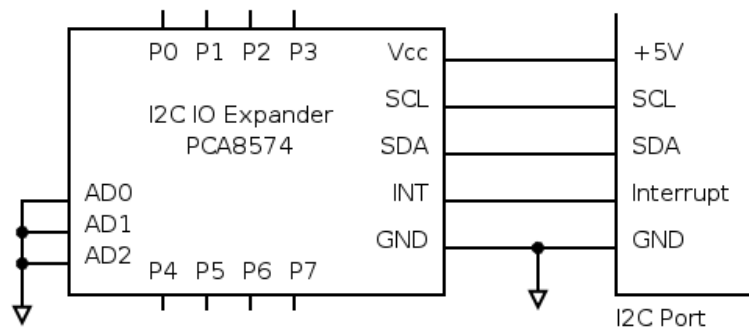 P0 P1 P2 P3
Vcc
+5V
I2C IO Expander
PCA8574
SCL
SCL
SDA
SDA
AD0
INT
Interrupt
AD1
AD2
GND
GND
P4 P5 P6 P7
I2C Port